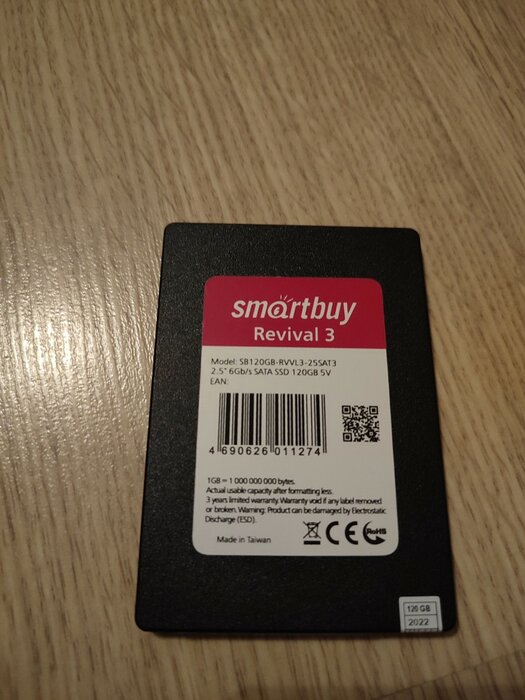 smartbuy
Revival 3
Model: SB120GB-RVVL3-25SAT3
2.5" 6Gb/s SATA SSD 120GB 5V
EAN:
4 690626 011274
1GB = 1 000 000 000 bytes.
Actual usable capacity after formatting less.
3 years limited warranty. Warranty void if any label removed
or broken. Warning: Product can be damaged by Electrostatic
Discharge (ESD).
Made in Taiwan
CE
RoHS
120 GB
2022